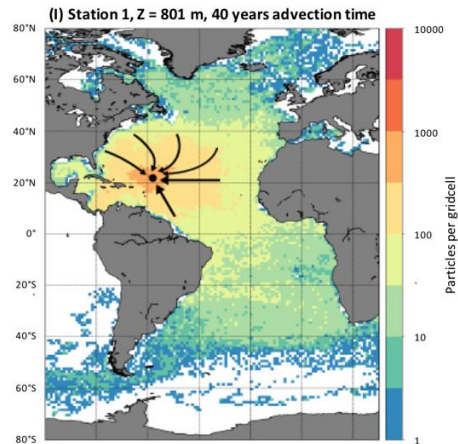 (I) Station 1, Z = 801 m, 40 years advection time
80°N
60°N
40°N
20°N
0°
20°S
40°S
60°S
80°S
10000
1000
100
10
1
Particles per gridcell